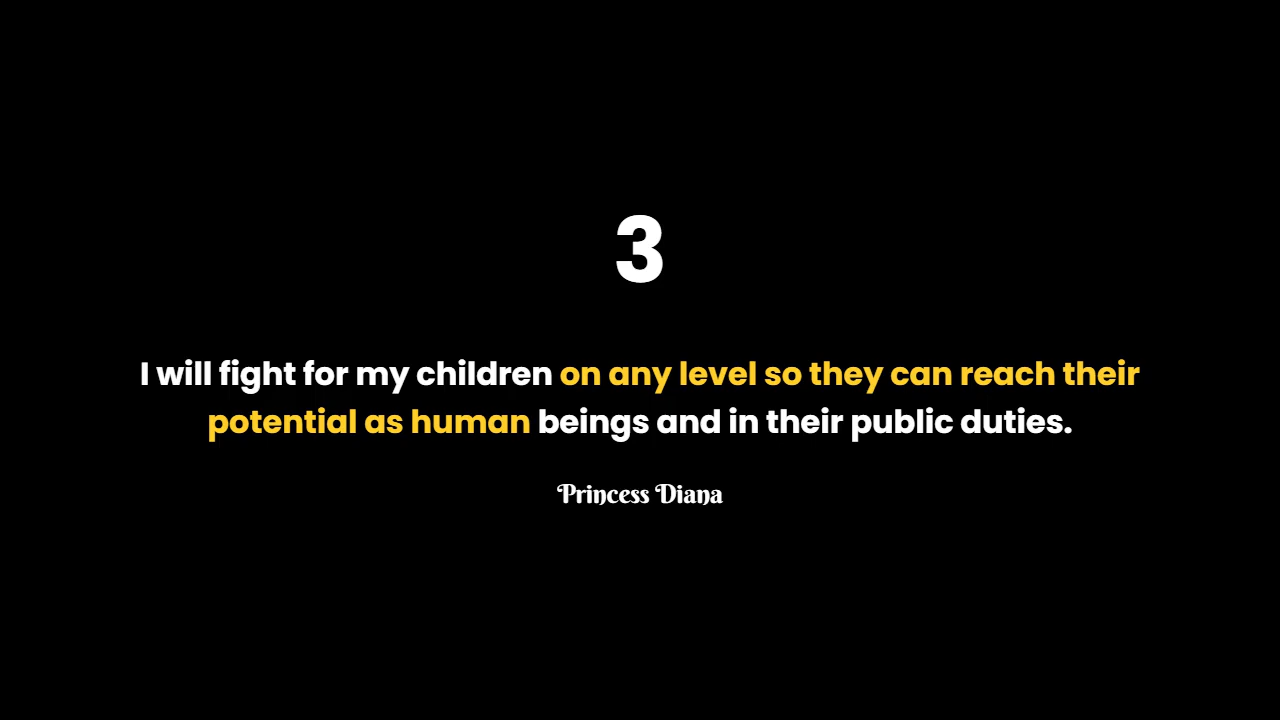 3
I will fight for my children on any level so they can reach their
potential as human beings and in their public duties.
Princess Diana